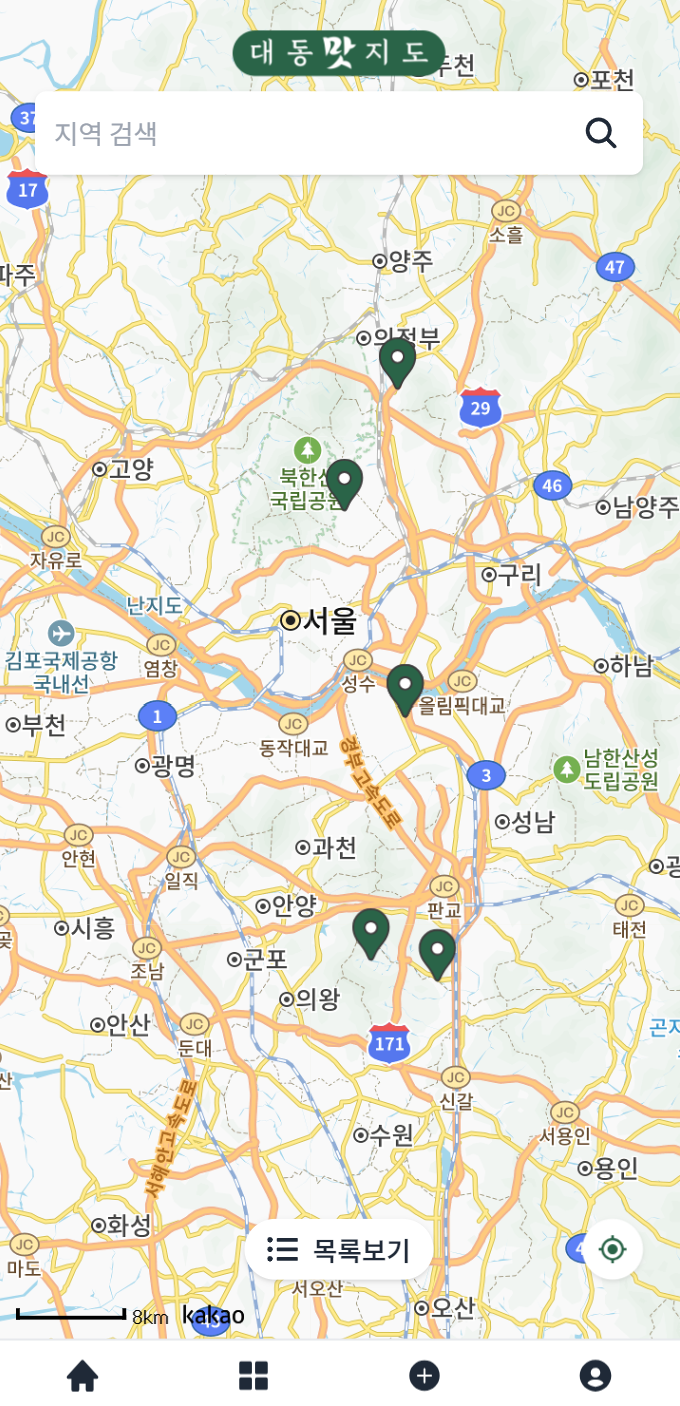 대동맛지도
두천
포천
37
지역 검색
17
JC
소흘
양주
47
파주
의정부
29
북한산
국립공원
고양
46
남양주
JC
자유로
구리
난지도
서울
김포국제공항
국내선
JC
염창
JC
성수
하남
JC
올림픽대교
1
부천
JC
동작대교
경부고속도로
광명
3
남한산성
도립공원
성남
JC
안현
과천
JC
일직
JC
판교
안양
JC
태전
시흥
JC
조남
군포
의왕
안산
JC
둔대
171
JC
신갈
서해안고속도로
수원
JC
서용인
용인
화성
JC
마도
목록보기
서오산
오산
8km
kakao